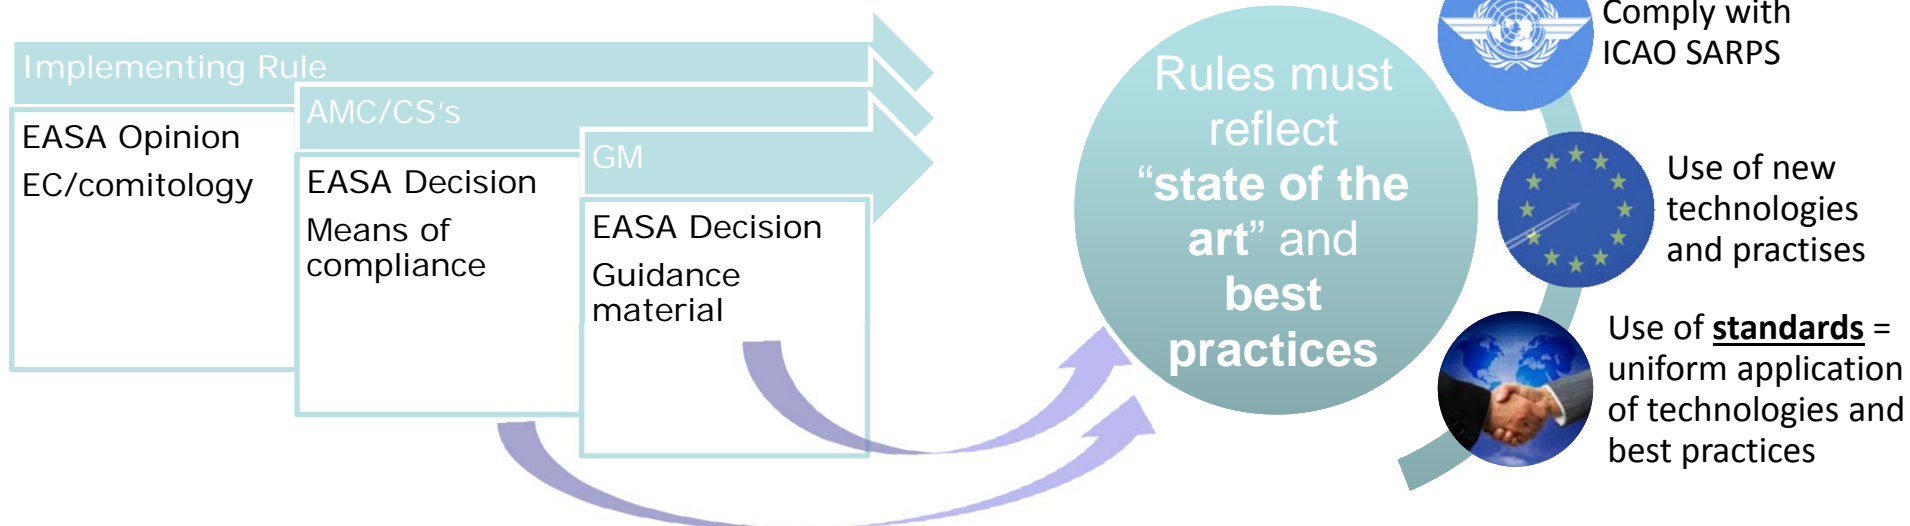 Implementing Rule
EASA Opinion
EC/comitology
AMC/CS's
EASA Decision
Means of
compliance
GM
EASA Decision
Guidance
material
Rules must
reflect
“state of the
art” and
best
practices
Comply with
ICAO SARPS
Use of new
technologies
and practises
Use of standards =
uniform application
of technologies and
best practices